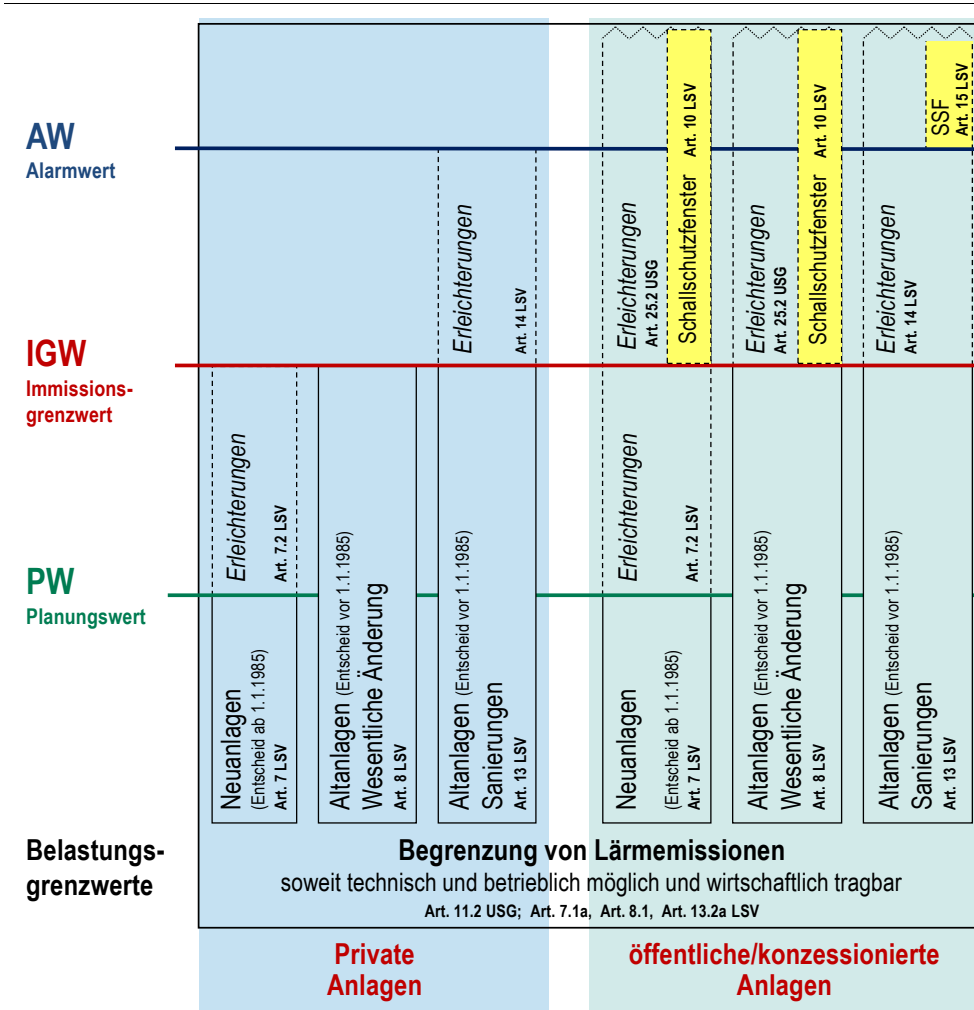 AW
Alarmwert
IGW
Immissions-
grenzwert
PW
Planungswert
Belastungs-
grenzwerte
Neuanlagen
(Entscheid ab 1.1.1985)
Art. 7 LSV
Erleichterungen
Art. 7.2 LSV
Altanlagen (Entscheid vor 1.1.1985)
Wesentliche Änderung
Art. 8 LSV
Altanlagen (Entscheid vor 1.1.1985)
Sanierungen
Art. 13 LSV
Erleichterungen
Art. 14 LSV
Neuanlagen
(Entscheid ab 1.1.1985)
Art. 7 LSV
Erleichterungen
Art. 7.2 LSV
Erleichterungen
Art. 25.2 USG
Schallschutzfenster Art. 10 LSV
Altanlagen (Entscheid vor 1.1.1985)
Wesentliche Änderung
Art. 8 LSV
Erleichterungen
Art. 25.2 USG
Schallschutzfenster Art. 10 LSV
Altanlagen (Entscheid vor 1.1.1985)
Sanierungen
Art. 13 LSV
Erleichterungen
Art. 14 LSV
SSF
Art. 15 LSV
Begrenzung von Lärmemissionen
soweit technisch und betrieblich möglich und wirtschaftlich tragbar
Art. 11.2 USG; Art. 7.1a, Art. 8.1, Art. 13.2a LSV
Private
Anlagen
öffentliche/konzessionierte
Anlagen